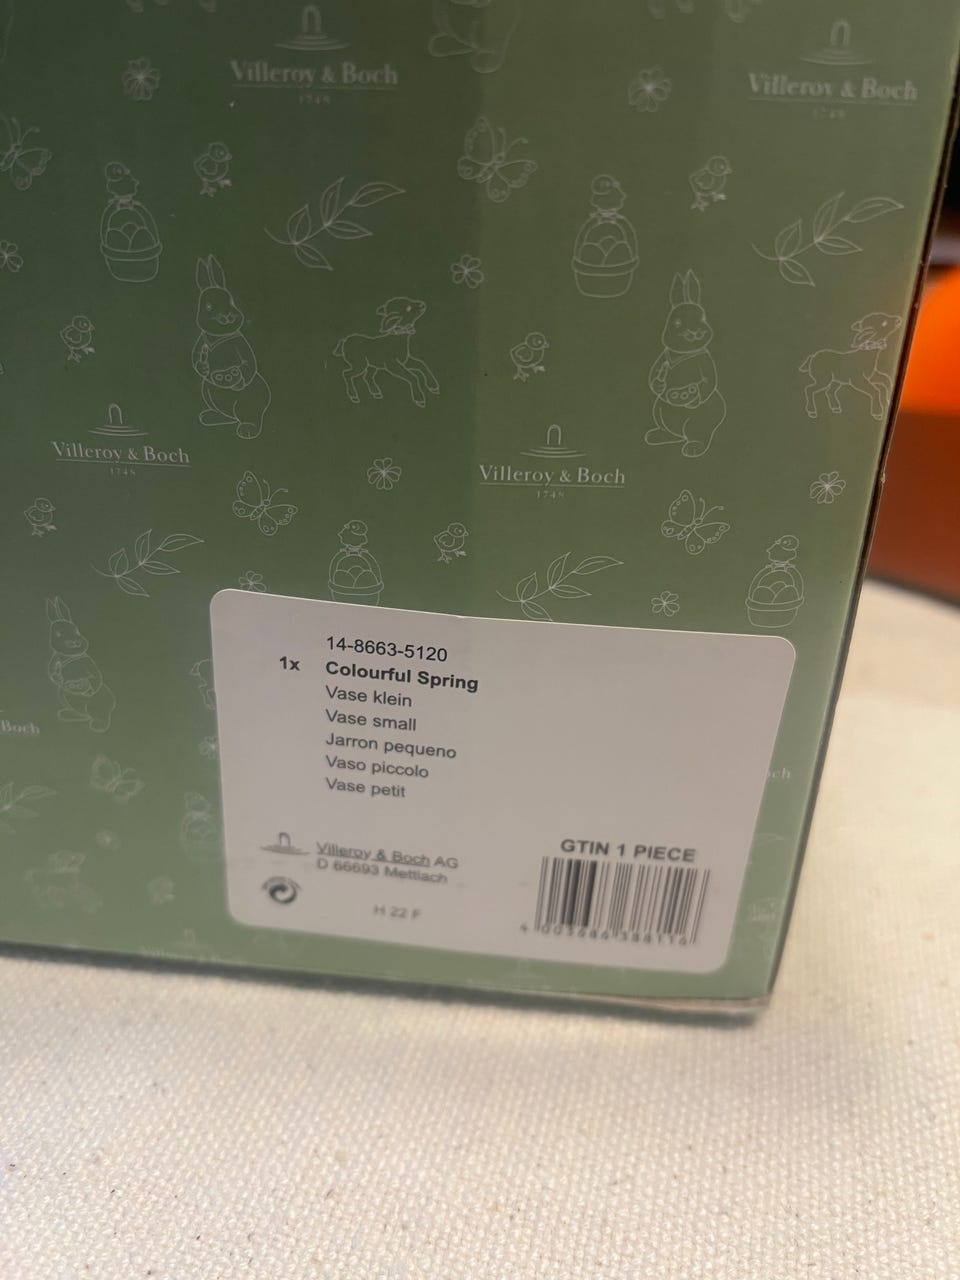 Villeroy & Boch
1748
Villeroy & Boch
1748
Villeroy & Boch
1748
Villeroy & Boch
1748
Boch
14-8663-5120
1x Colourful Spring
Vase klein
Vase small
Jarron pequeno
Vaso piccolo
Vase petit
Villeroy & Boch AG
D 66693 Mettlach
H 22 F
GTIN 1 PIECE